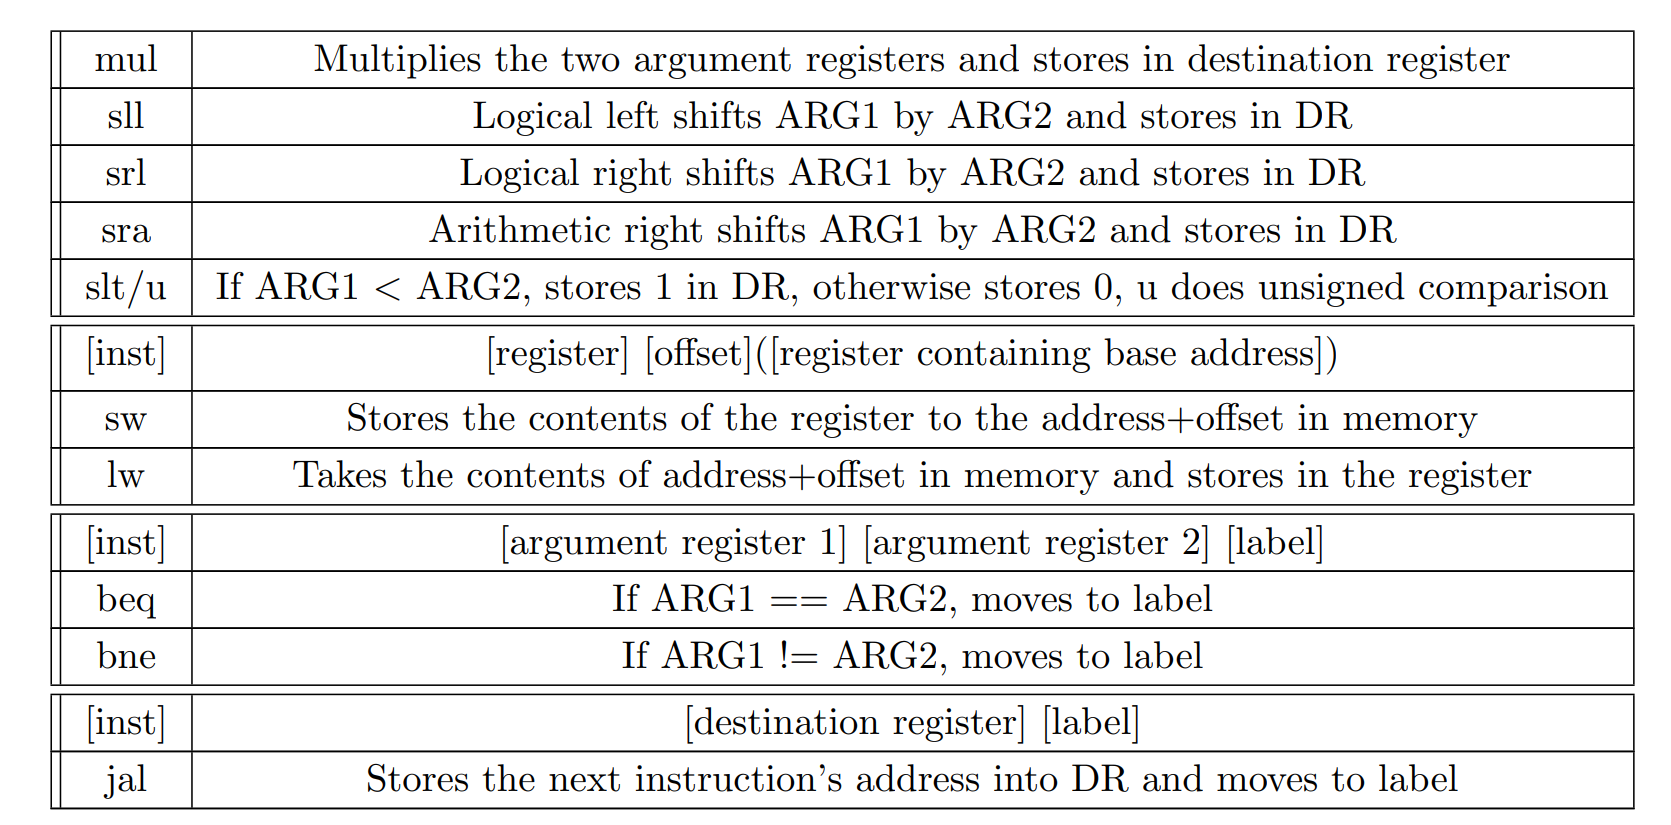 mul Multiplies the two argument registers and stores in destination register
sll Logical left shifts ARG1 by ARG2 and stores in DR
srl Logical right shifts ARG1 by ARG2 and stores in DR
sra Arithmetic right shifts ARG1 by ARG2 and stores in DR
slt/u If ARG1 < ARG2, stores 1 in DR, otherwise stores 0, u does unsigned comparison
[inst] [register] [offset]([register containing base address])
sw Stores the contents of the register to the address+offset in memory
lw Takes the contents of address+offset in memory and stores in the register
[inst] [argument register 1] [argument register 2] [label]
beq If ARG1 == ARG2, moves to label
bne If ARG1 != ARG2, moves to label
[inst] [destination register] [label]
jal Stores the next instruction's address into DR and moves to label